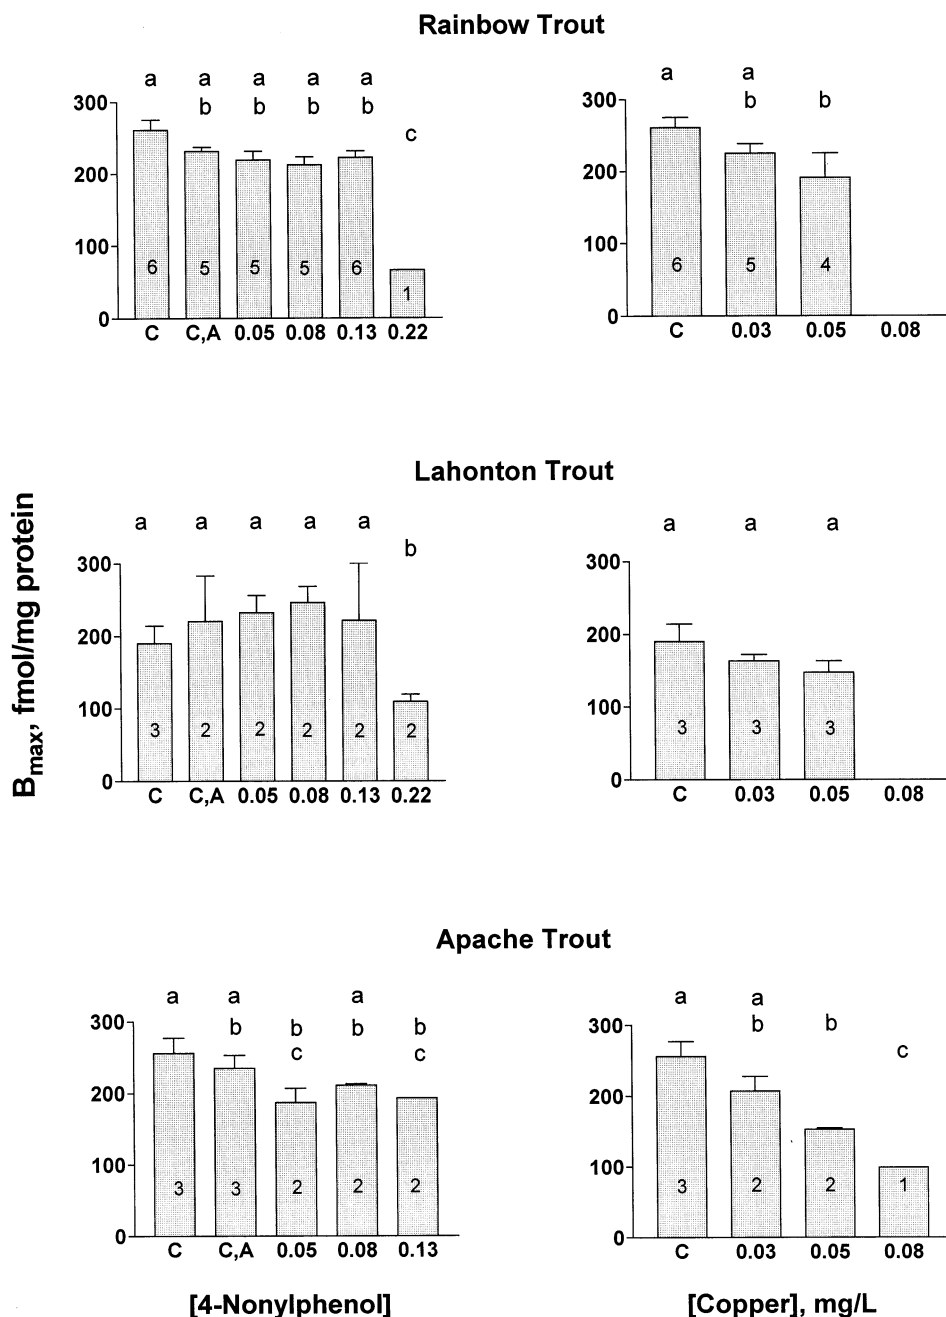 Rainbow Trout
a a a a a
b b b b c
300
200
100
0
6 5 5 5 6 1
C C,A 0.05 0.08 0.13 0.22
a a
b b
300
200
100
0
6 5 4
C 0.03 0.05 0.08
Lahonton Trout
a a a a a b
300
200
100
0
3 2 2 2 2 2
C C,A 0.05 0.08 0.13 0.22
a a a
300
200
100
0
3 3 3
C 0.03 0.05 0.08
Bmax, fmol/mg protein
Apache Trout
a a a
b b b b
c c
300
200
100
0
3 3 2 2 2
C C,A 0.05 0.08 0.13
[4-Nonylphenol]
a a
b b
c
300
200
100
0
3 2 2 1
C 0.03 0.05 0.08
[Copper], mg/L